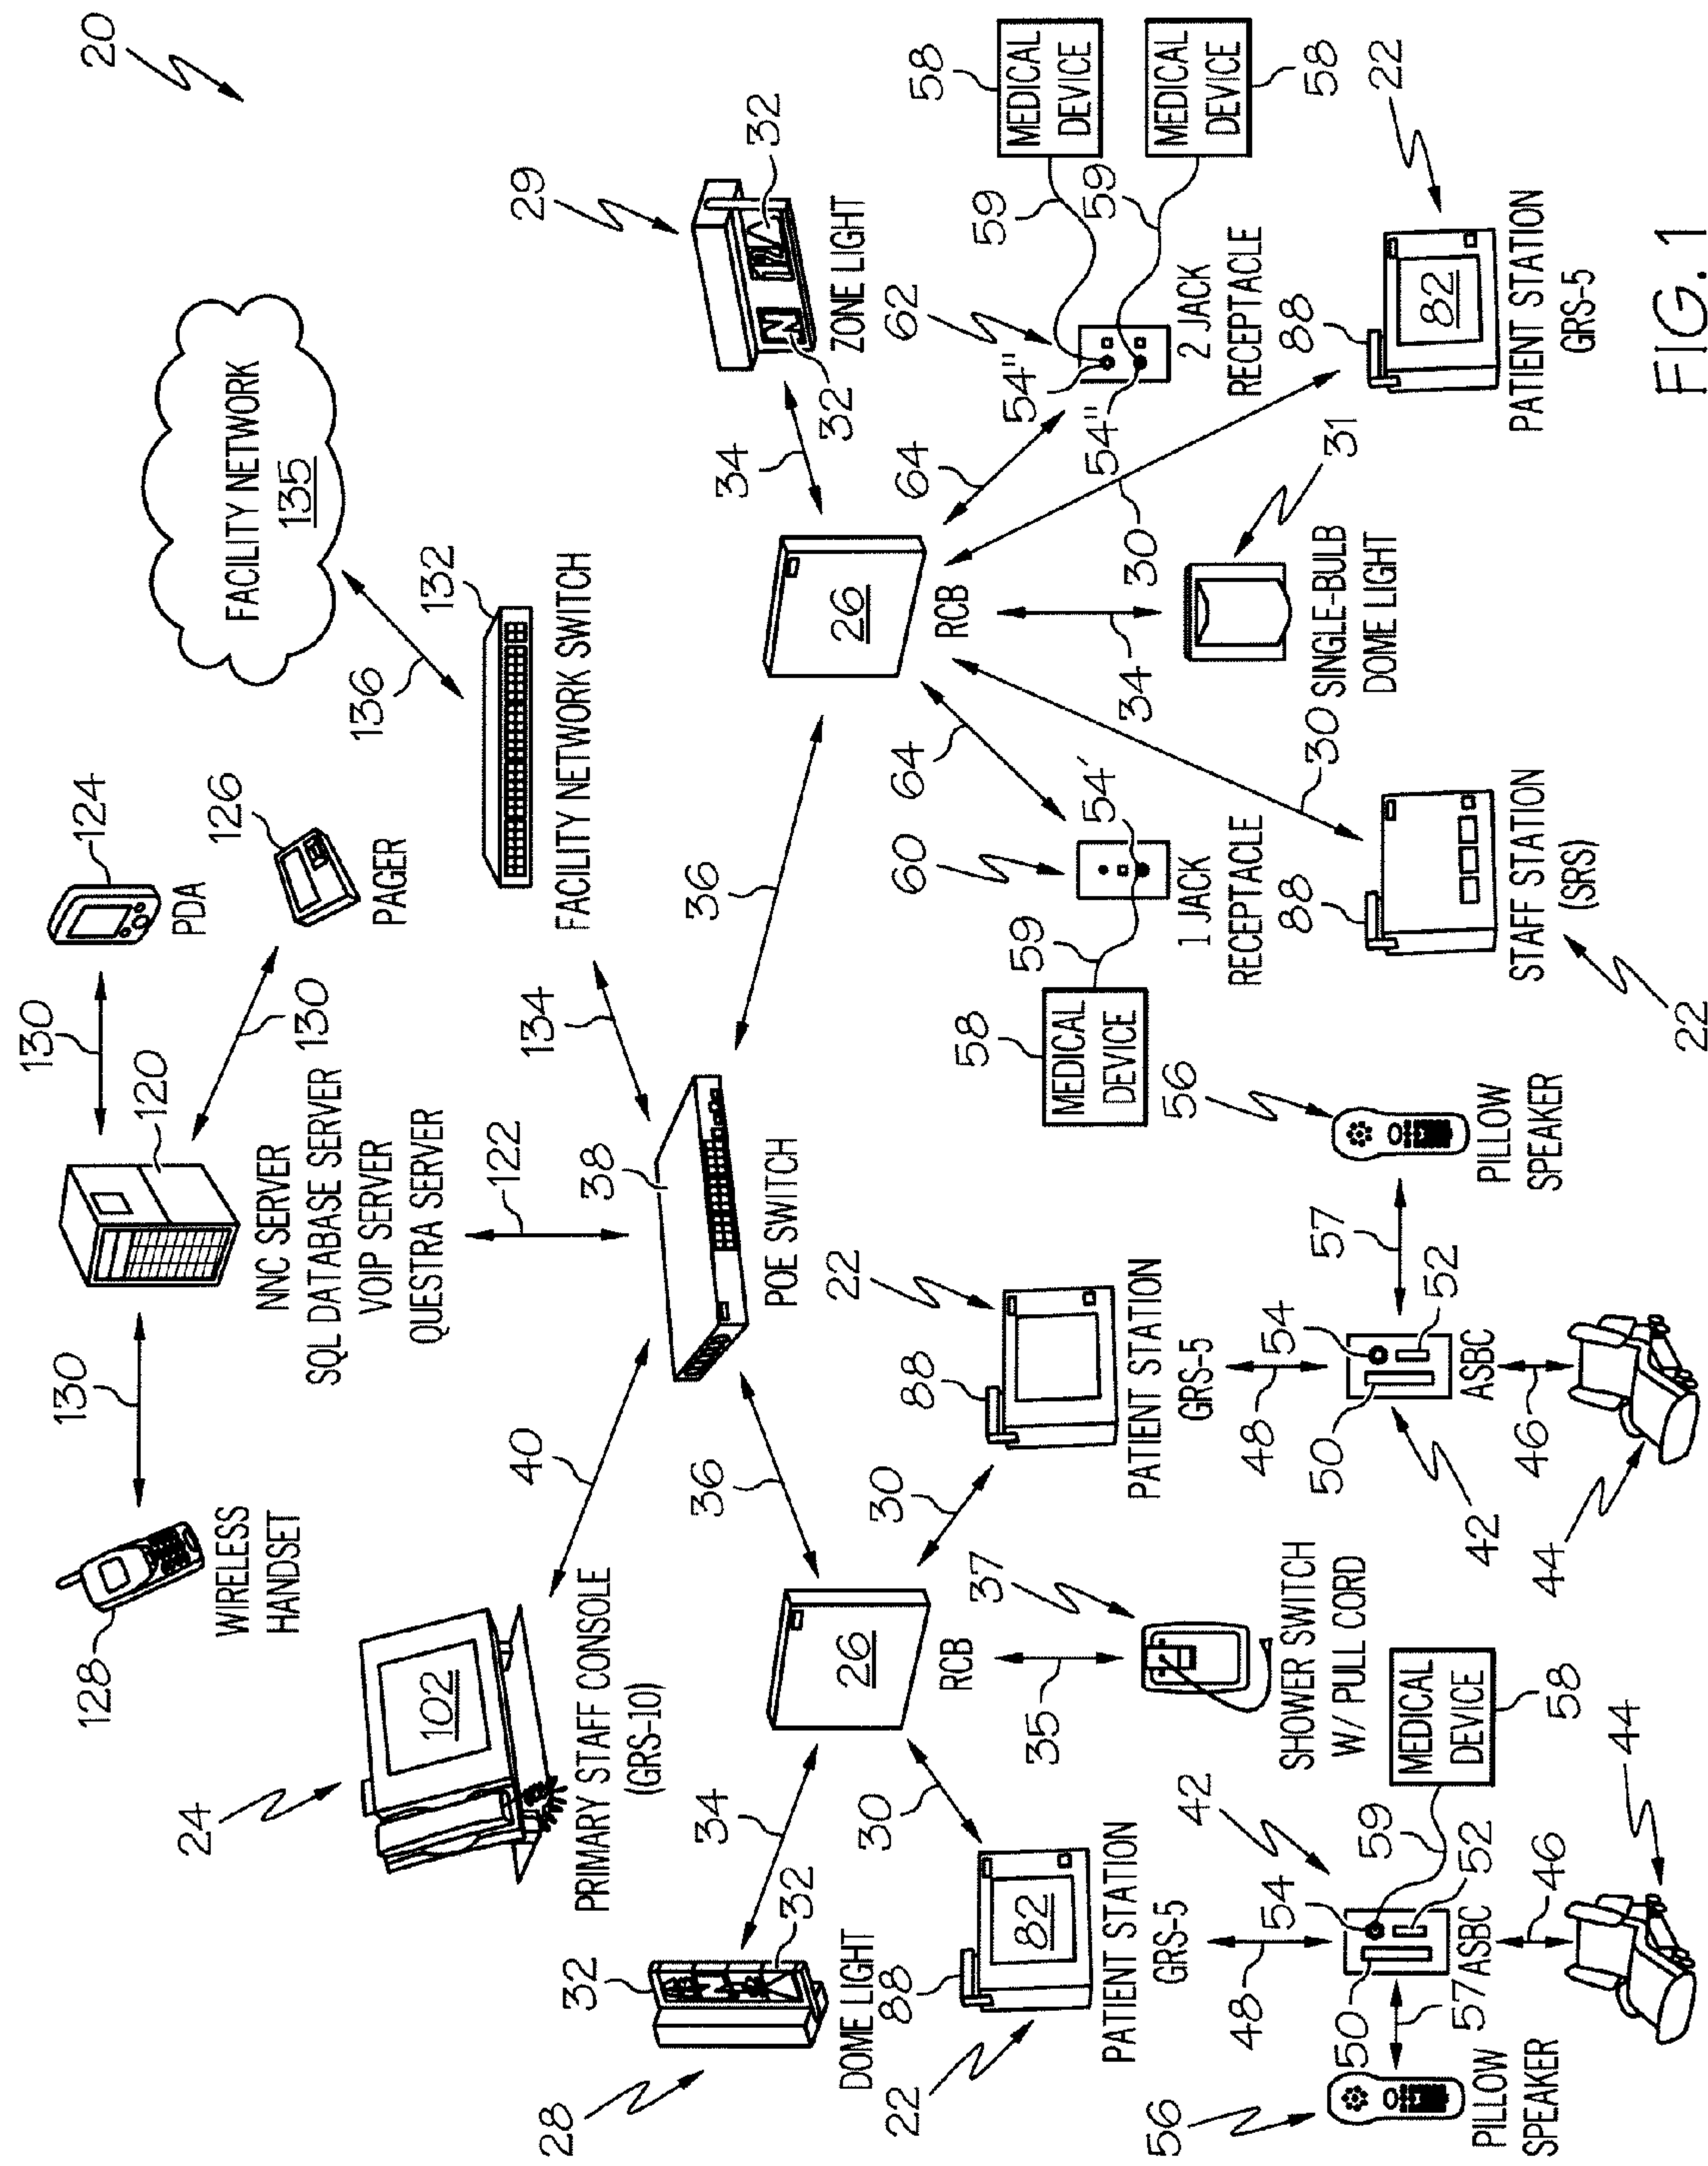 20
FACILITY NETWORK
135
136
132
FACILITY NETWORK SWITCH
134
124
PDA
126
PAGER
130
130
130
120
NNC SERVER
SQL DATABASE SERVER
VOIP SERVER
QUESTRA SERVER
122
128
WIRELESS
HANDSET
24
102
PRIMARY STAFF CONSOLE
(GRS-10)
40
38
POE SWITCH
36
36
29
32
32
ZONE LIGHT
34
28
32
32
DOME LIGHT
34
26
RCB
26
RCB
30
30
22
88
82
PATIENT STATION
GRS-5
35
37
SHOWER SWITCH
W/ PULL CORD
22
88
PATIENT STATION
GRS-5
64
60
54'
1 JACK
RECEPTACLE
59
58
MEDICAL
DEVICE
64
62
54"
54"
2 JACK
RECEPTACLE
59
59
58
MEDICAL
DEVICE
MEDICAL
DEVICE
58
34
31
SINGLE-BULB
DOME LIGHT
30
30
88
STAFF STATION
(SRS)
22
88
82
PATIENT STATION
GRS-5
22
48
42
54
50
52
59
MEDICAL
DEVICE
58
ASBC
57
56
PILLOW
SPEAKER
46
44
48
54
50
52
ASBC
42
57
56
PILLOW
SPEAKER
46
44
FIG. 1